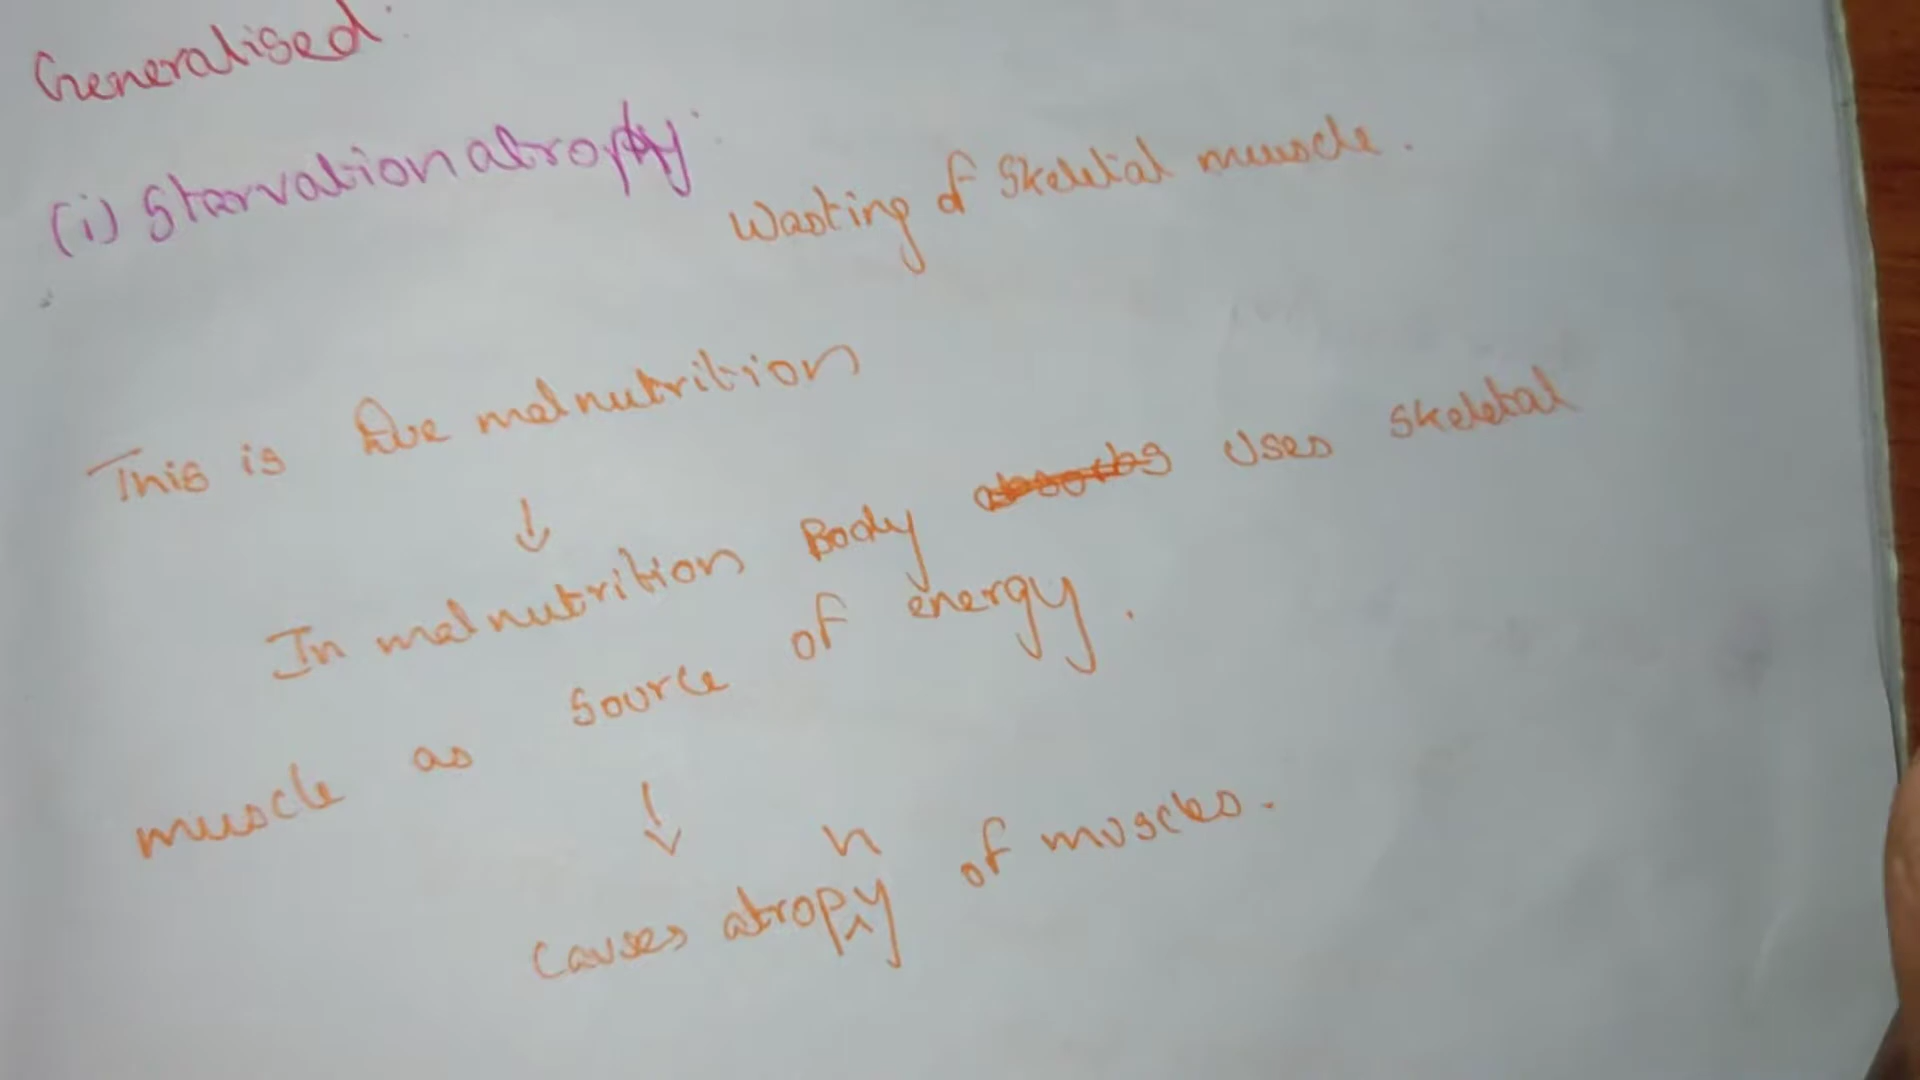 Generalised:
(i) Starvation atrophy:
Wasting of Skeletal muscle.
This is Due malnutrition
↓
In malnutrition Body absorbs Uses skeletal
muscle as source of energy.
↓
causes atrophy of muscles.